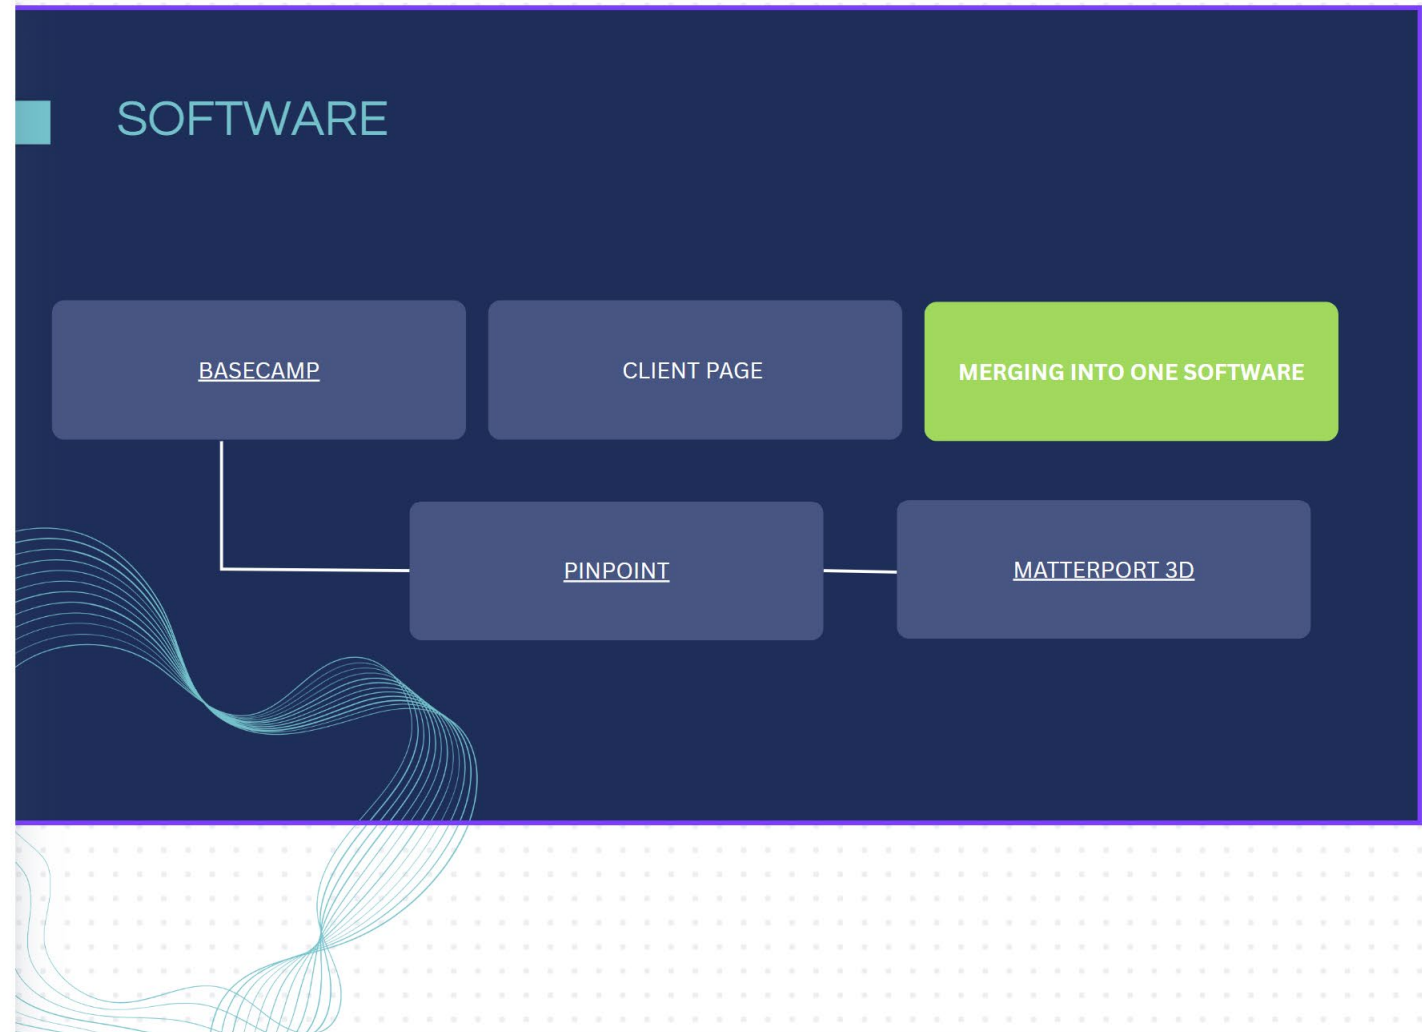 SOFTWARE
BASECAMP
CLIENT PAGE
MERGING INTO ONE SOFTWARE
PINPOINT
MATTERPORT 3D